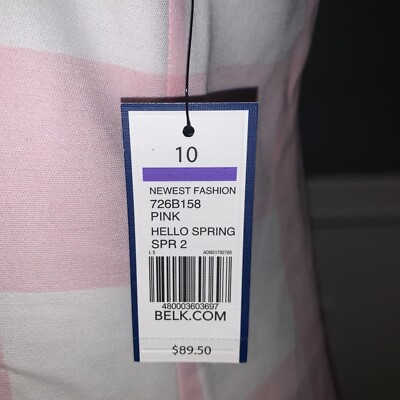 10
NEWEST FASHION
726B158
PINK
HELLO SPRING
SPR 2
480003603697
BELK.COM
$89.50